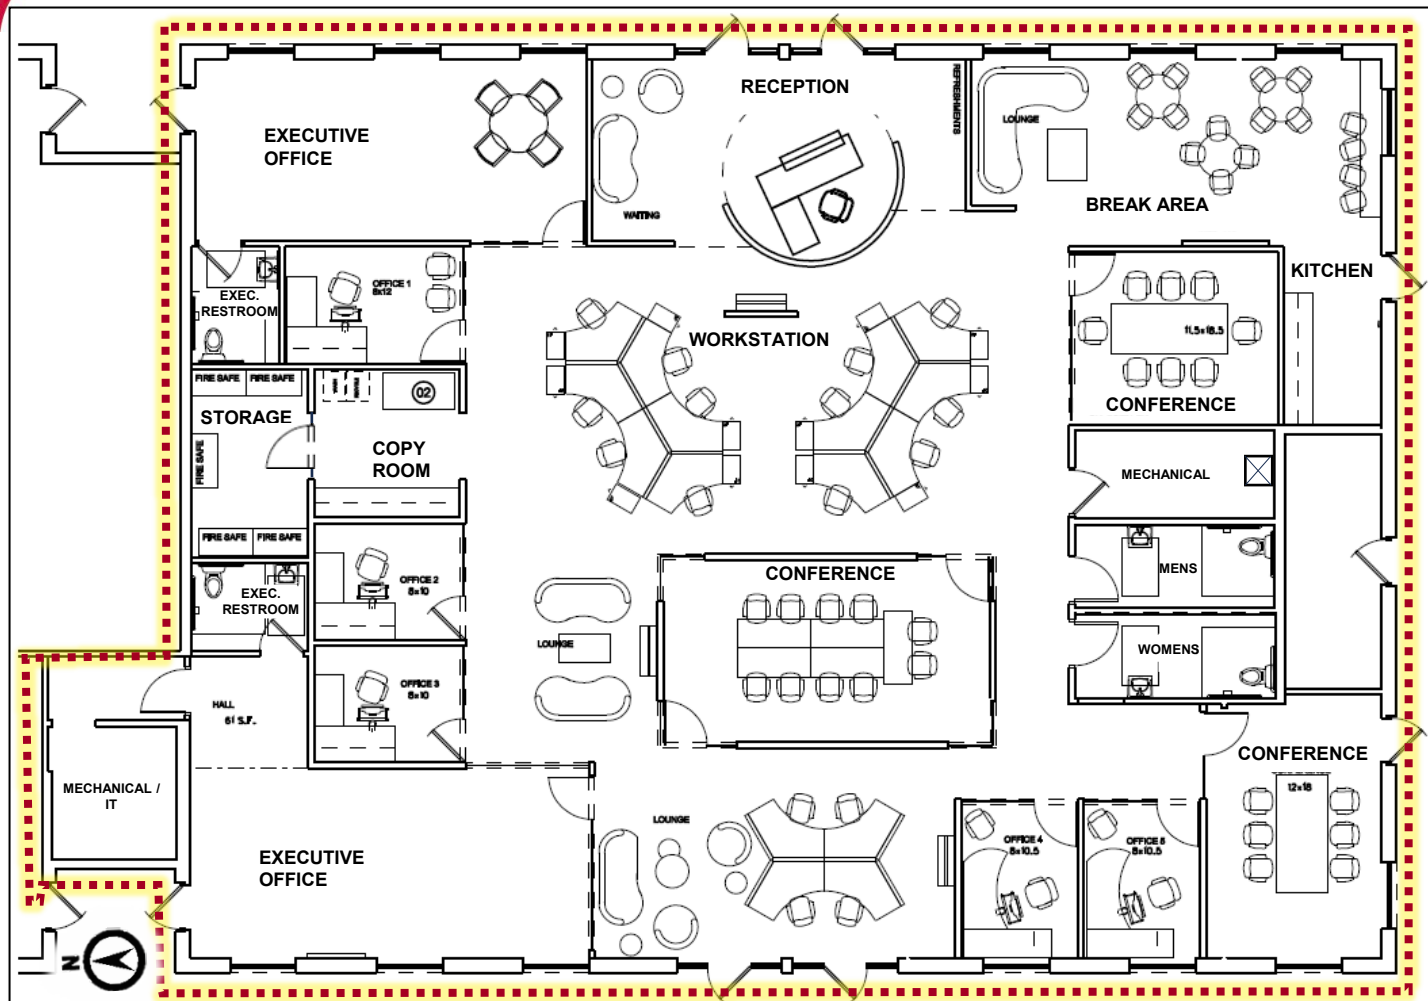 RECEPTION
REFRESHMENTS
EXECUTIVE
OFFICE
LOUNGE
WAITING
BREAK AREA
KITCHEN
OFFICE 1
8x12
EXEC.
RESTROOM
WORKSTATION
11.5x18.5
CONFERENCE
FIRE SAFE
FIRE SAFE
02
STORAGE
COPY
ROOM
FIRE SAFE
MECHANICAL
FIRE SAFE
FIRE SAFE
MENS
CONFERENCE
OFFICE 2
8x10
EXEC.
RESTROOM
LOUNGE
WOMENS
OFFICE 3
8x10
HALL
61 S.F.
CONFERENCE
12x18
MECHANICAL /
IT
LOUNGE
EXECUTIVE
OFFICE
OFFICE 4
8x10.5
OFFICE 5
8x10.5
N